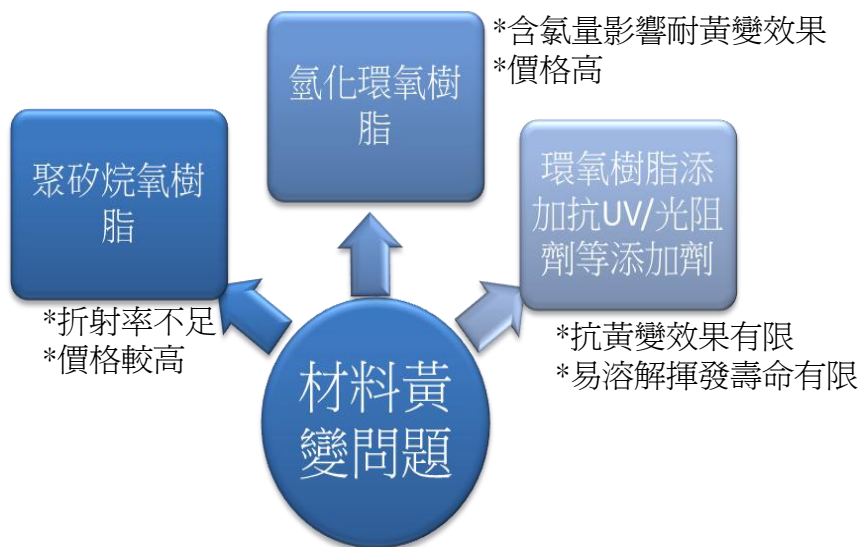 *含氯量影響耐黃變效果
*價格高
氫化環氧樹
脂
聚矽烷氧樹
脂
環氧樹脂添
加抗UV/光阻
劑等添加劑
*折射率不足
*價格較高
*抗黃變效果有限
*易溶解揮發壽命有限
材料黃
變問題